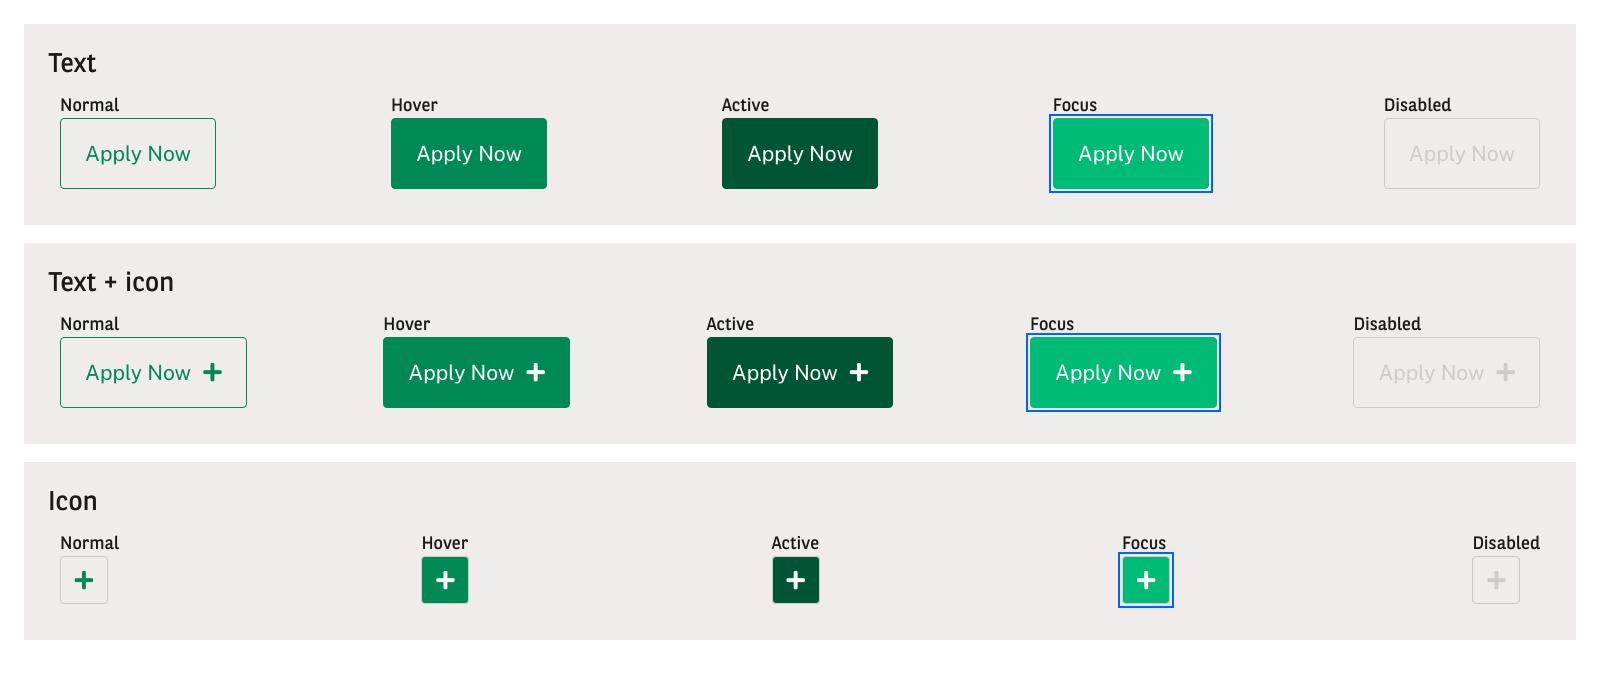 Text
Normal Hover Active Focus Disabled
Apply Now Apply Now Apply Now Apply Now Apply Now
Text + icon
Normal Hover Active Focus Disabled
Apply Now + Apply Now + Apply Now + Apply Now + Apply Now +
Icon
Normal Hover Active Focus Disabled
+ + + + +